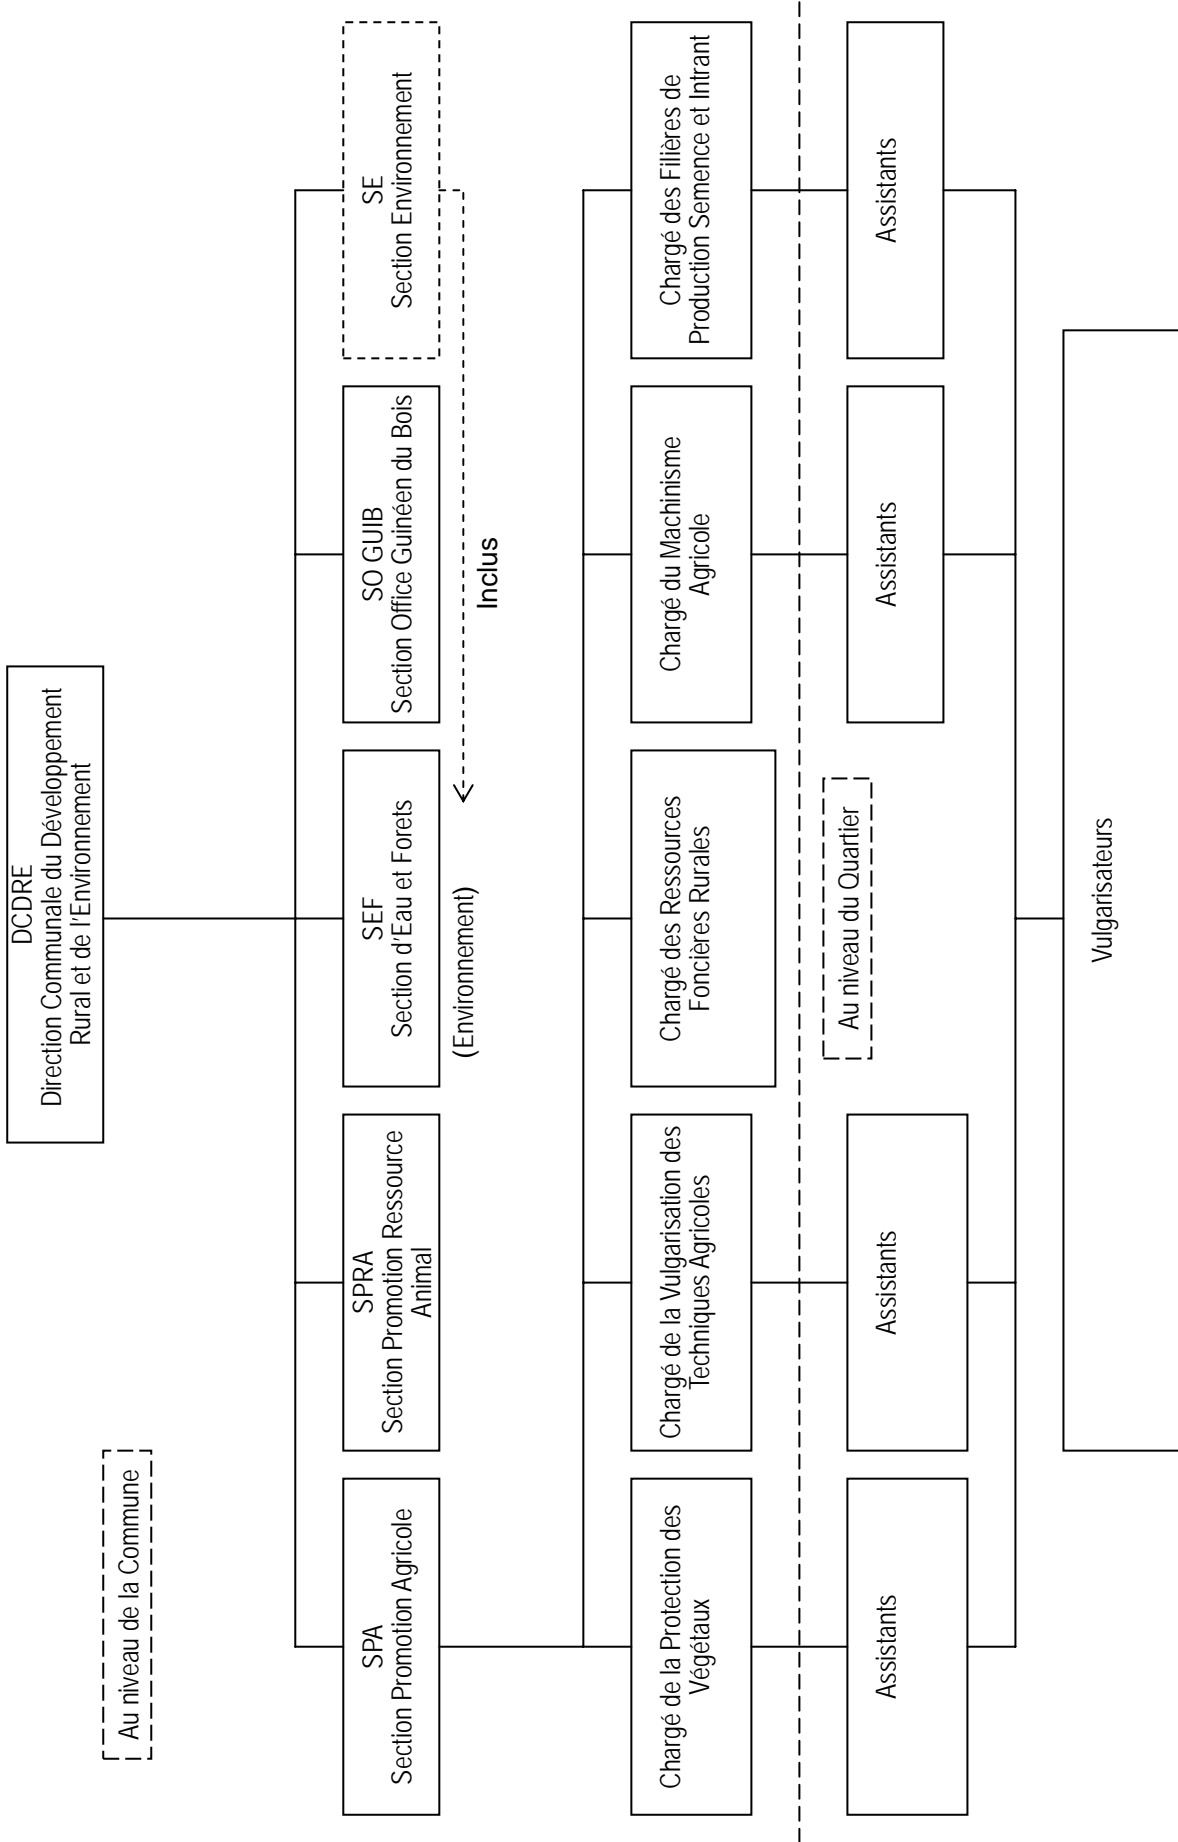 DCDRE
Direction Communale du Développement
Rural et de l'Environnement
Au niveau de la Commune
SPA
Section Promotion Agricole
SPRA
Section Promotion Ressource
Animal
SEF
Section d'Eau et Forets
(Environnement)
SO GUIB
Section Office Guinéen du Bois
SE
Section Environnement
Inclus
Chargé de la Protection des
Végétaux
Chargé de la Vulgarisation des
Techniques Agricoles
Chargé des Ressources
Foncières Rurales
Chargé du Machinisme
Agricole
Chargé des Filières de
Production Semence et Intrant
Au niveau du Quartier
Assistants
Assistants
Assistants
Assistants
Vulgarisateurs